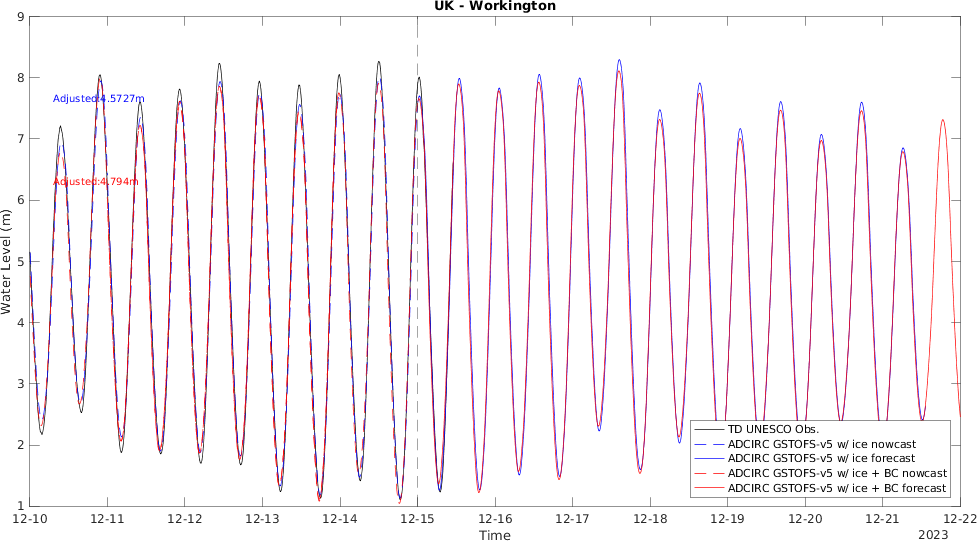 UK - Workington
9
8
7
6
5
4
3
2
1
Water Level (m)
Adjusted:4.5727m
Adjusted:4.794m
TD UNESCO Obs.
ADCIRC GSTOFS-v5 w/ ice nowcast
ADCIRC GSTOFS-v5 w/ ice forecast
ADCIRC GSTOFS-v5 w/ ice + BC nowcast
ADCIRC GSTOFS-v5 w/ ice + BC forecast
12-10 12-11 12-12 12-13 12-14 12-15 12-16 12-17 12-18 12-19 12-20 12-21 12-22
Time
2023